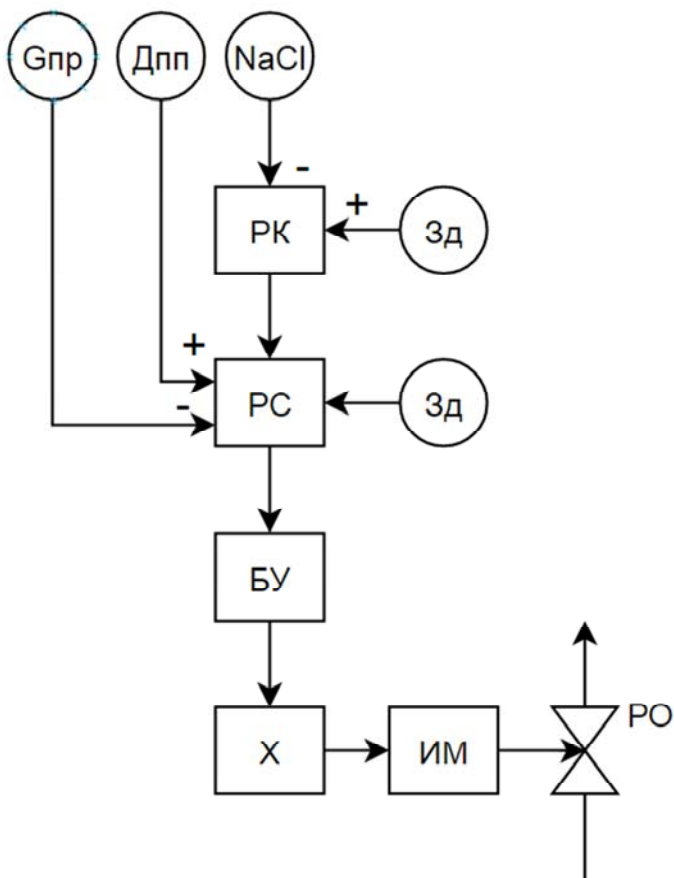 Gпр
Дпп
NaCl
-
РК
+
Зд
+
-
РС
Зд
БУ
Х
ИМ
РО